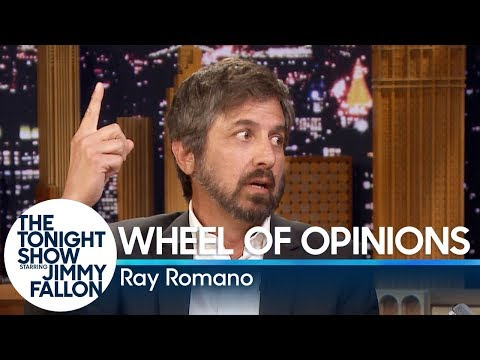 THE
TONIGHT
SHOW
STARRING
JIMMY
FALLON
WHEEL OF OPINIONS
Ray Romano